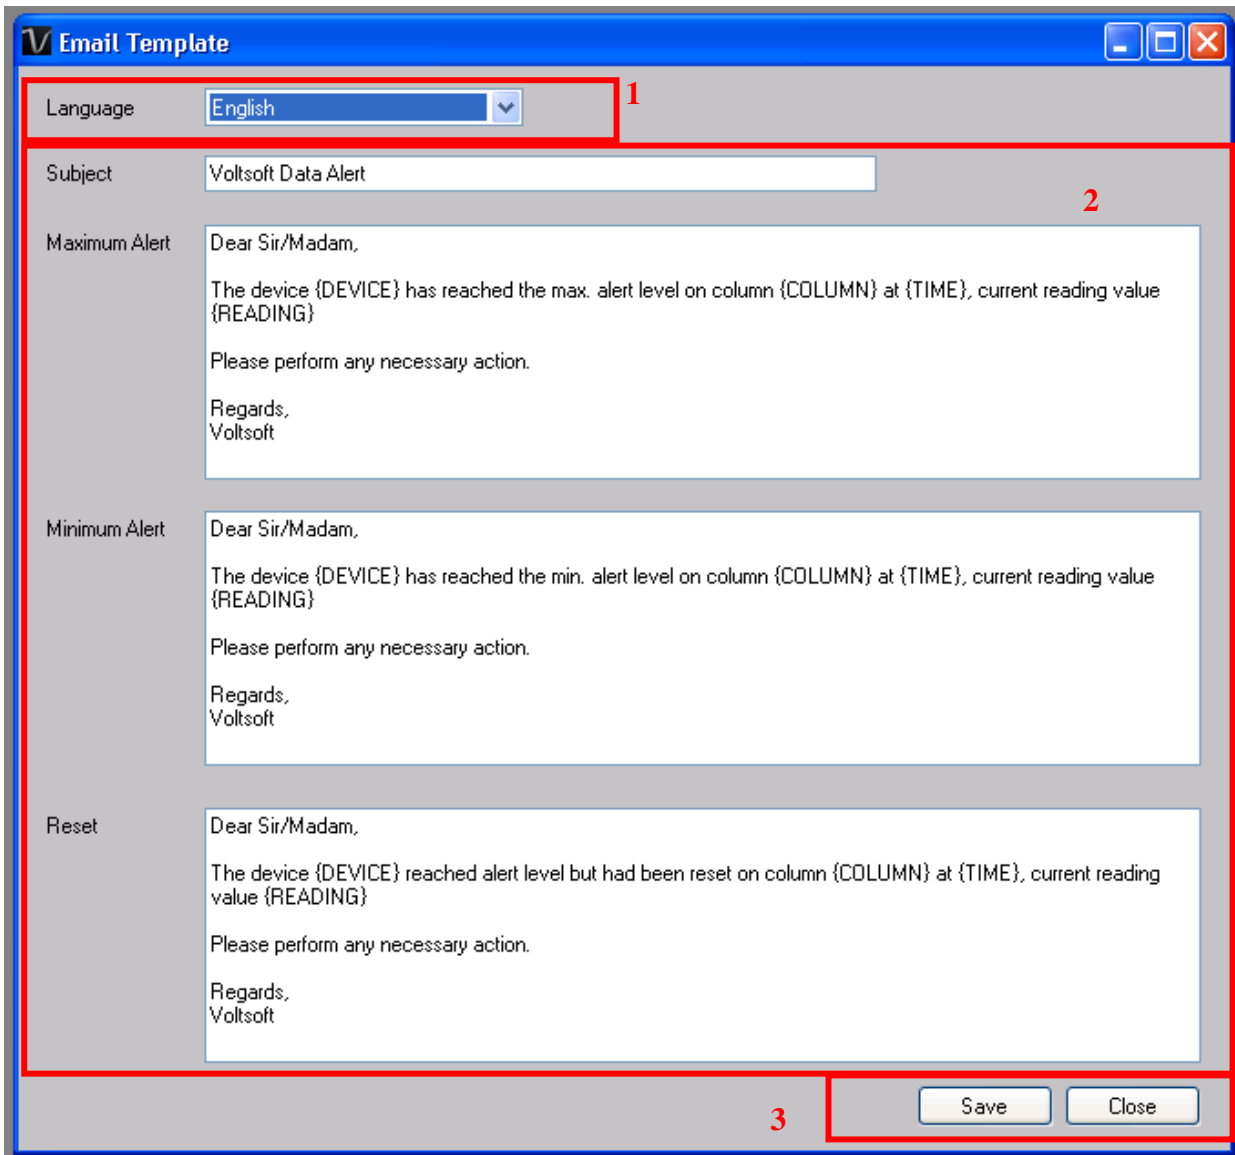 Email Template
Language
English
1
Subject
Voltsoft Data Alert
2
Maximum Alert
Dear Sir/Madam,
The device {DEVICE} has reached the max. alert level on column {COLUMN} at {TIME}, current reading value
{READING}
Please perform any necessary action.
Regards,
Voltsoft
Minimum Alert
Dear Sir/Madam,
The device {DEVICE} has reached the min. alert level on column {COLUMN} at {TIME}, current reading value
{READING}
Please perform any necessary action.
Regards,
Voltsoft
Reset
Dear Sir/Madam,
The device {DEVICE} reached alert level but had been reset on column {COLUMN} at {TIME}, current reading
value {READING}
Please perform any necessary action.
Regards,
Voltsoft
3
Save
Close